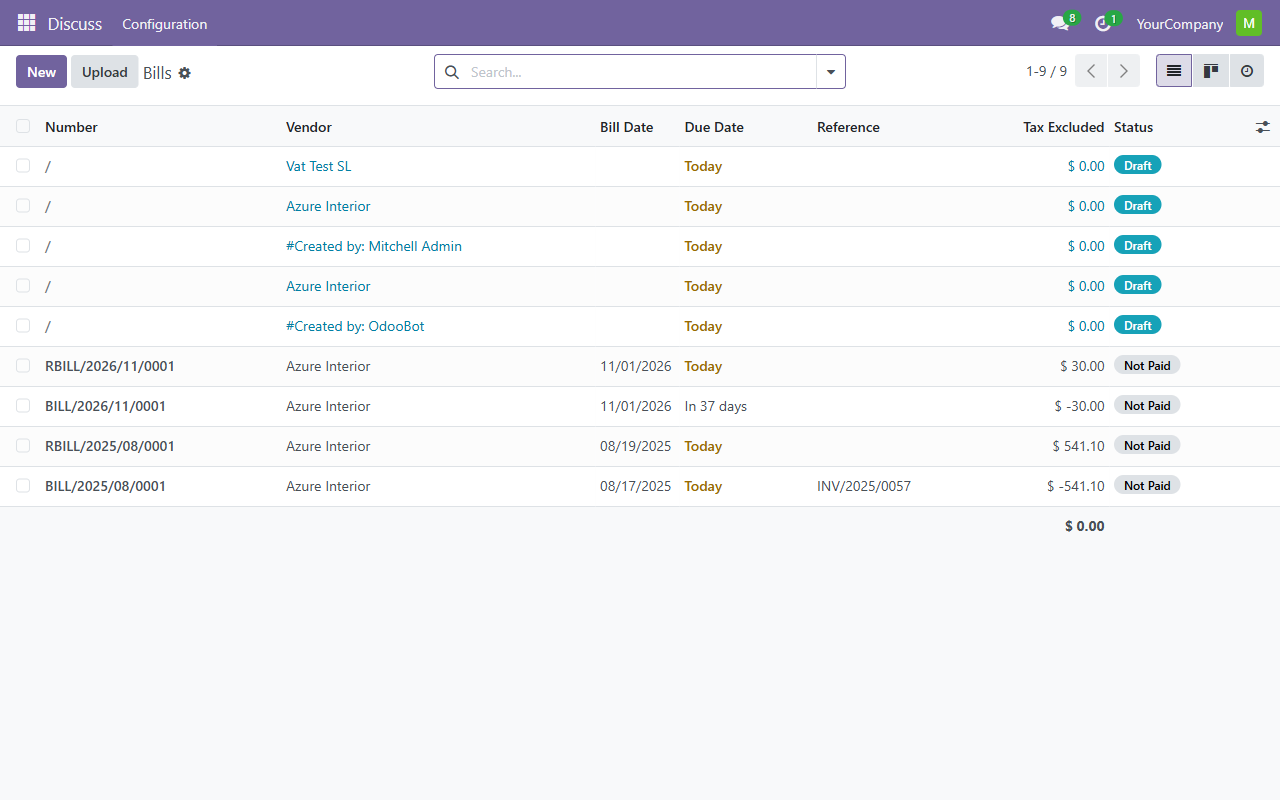 Discuss Configuration 8 1 YourCompany M
New Upload Bills Search... 1-9 / 9
Number Vendor Bill Date Due Date Reference Tax Excluded Status
/ Vat Test SL Today $ 0.00 Draft
/ Azure Interior Today $ 0.00 Draft
/ #Created by: Mitchell Admin Today $ 0.00 Draft
/ Azure Interior Today $ 0.00 Draft
/ #Created by: OdooBot Today $ 0.00 Draft
RBILL/2026/11/0001 Azure Interior 11/01/2026 Today $ 30.00 Not Paid
BILL/2026/11/0001 Azure Interior 11/01/2026 In 37 days $ -30.00 Not Paid
RBILL/2025/08/0001 Azure Interior 08/19/2025 Today $ 541.10 Not Paid
BILL/2025/08/0001 Azure Interior 08/17/2025 Today INV/2025/0057 $ -541.10 Not Paid
$ 0.00